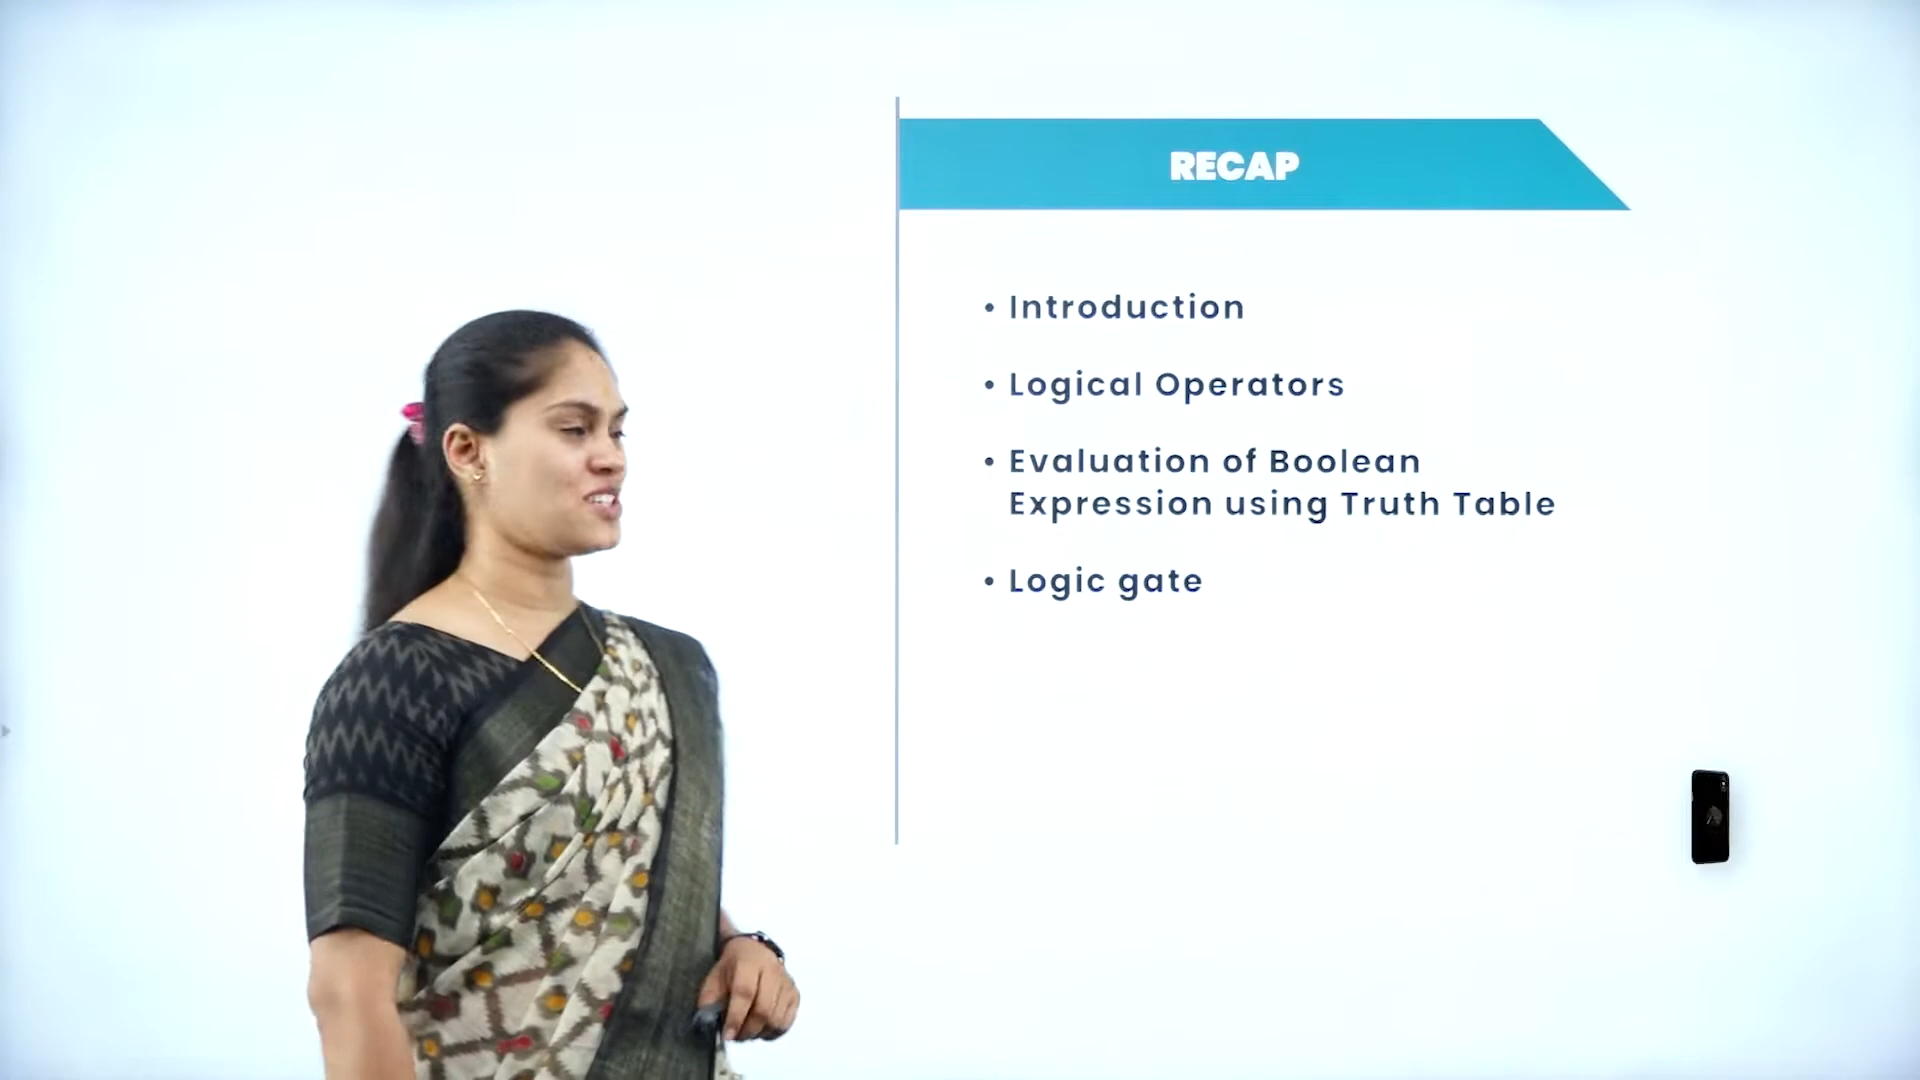 RECAP
• Introduction
• Logical Operators
• Evaluation of Boolean
Expression using Truth Table
• Logic gate